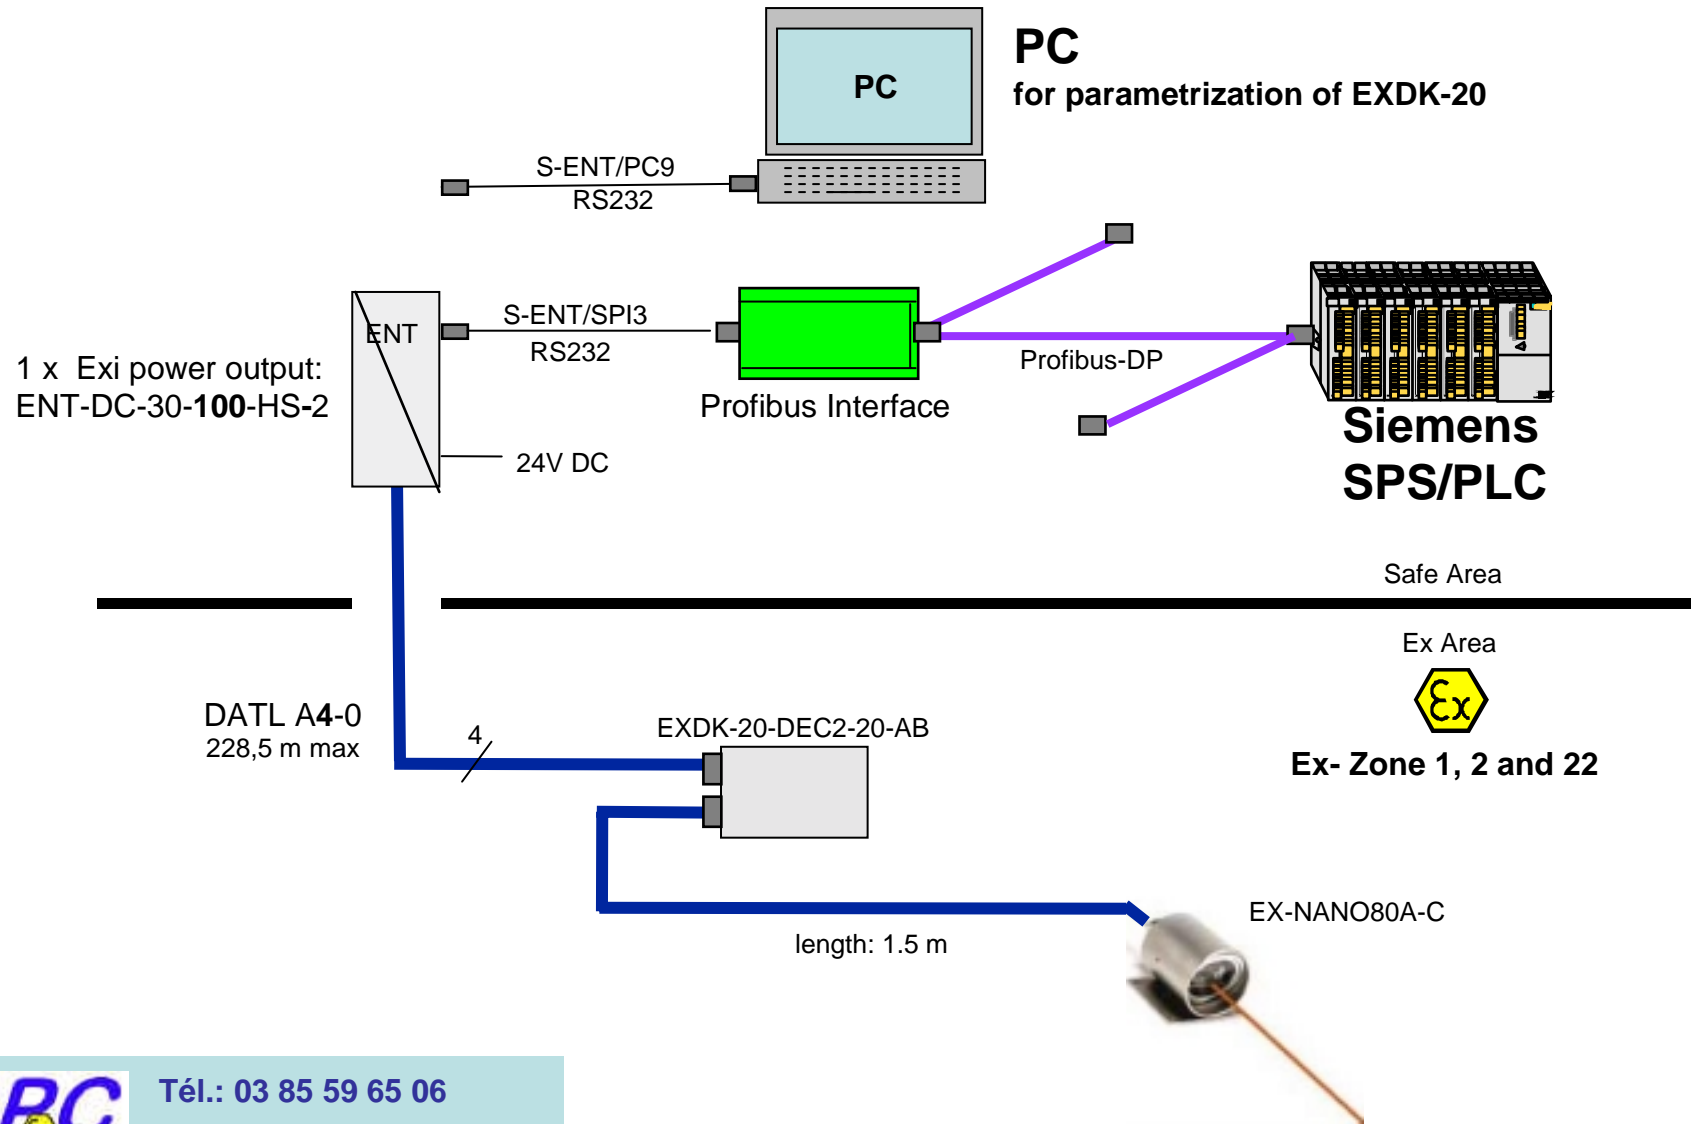 PC
PC
for parametrization of EXDK-20
S-ENT/PC9
RS232
ENT
S-ENT/SPI3
RS232
Profibus-DP
1 x Exi power output:
ENT-DC-30-100-HS-2
Profibus Interface
24V DC
Siemens
SPS/PLC
Safe Area
Ex Area
Ex
Ex- Zone 1, 2 and 22
DATL A4-0
228,5 m max
4
EXDK-20-DEC2-20-AB
EX-NANO80A-C
length: 1.5 m
BC
Tél.: 03 85 59 65 06